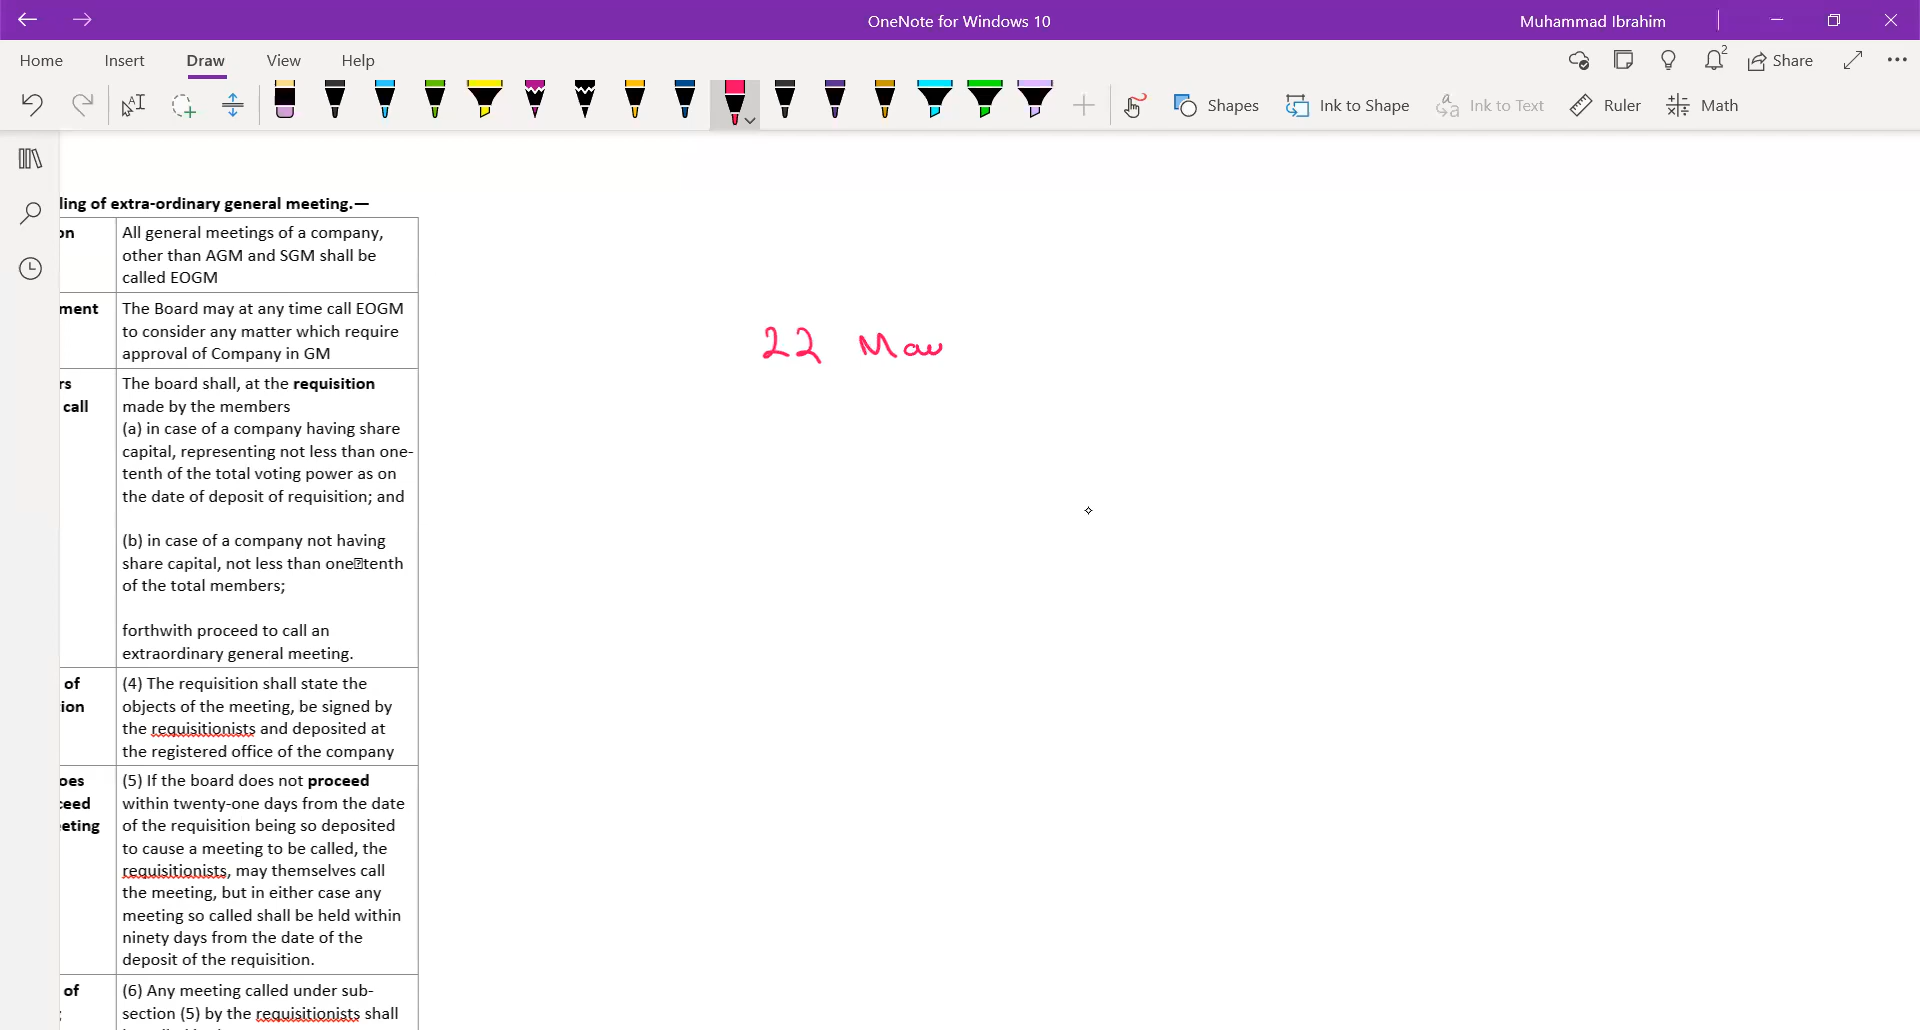 OneNote for Windows 10
Muhammad Ibrahim
Home Insert Draw View Help
2 Share
Shapes Ink to Shape Ink to Text Ruler Math
ling of extra-ordinary general meeting.—
on
All general meetings of a company,
other than AGM and SGM shall be
called EOGM
ment
The Board may at any time call EOGM
to consider any matter which require
approval of Company in GM
rs
call
The board shall, at the requisition
made by the members
(a) in case of a company having share
capital, representing not less than one-
tenth of the total voting power as on
the date of deposit of requisition; and
(b) in case of a company not having
share capital, not less than one⍰tenth
of the total members;
forthwith proceed to call an
extraordinary general meeting.
of
ion
(4) The requisition shall state the
objects of the meeting, be signed by
the requisitionists and deposited at
the registered office of the company
oes
ceed
eeting
(5) If the board does not proceed
within twenty-one days from the date
of the requisition being so deposited
to cause a meeting to be called, the
requisitionists, may themselves call
the meeting, but in either case any
meeting so called shall be held within
ninety days from the date of the
deposit of the requisition.
of
(6) Any meeting called under sub-
section (5) by the requisitionists shall
22